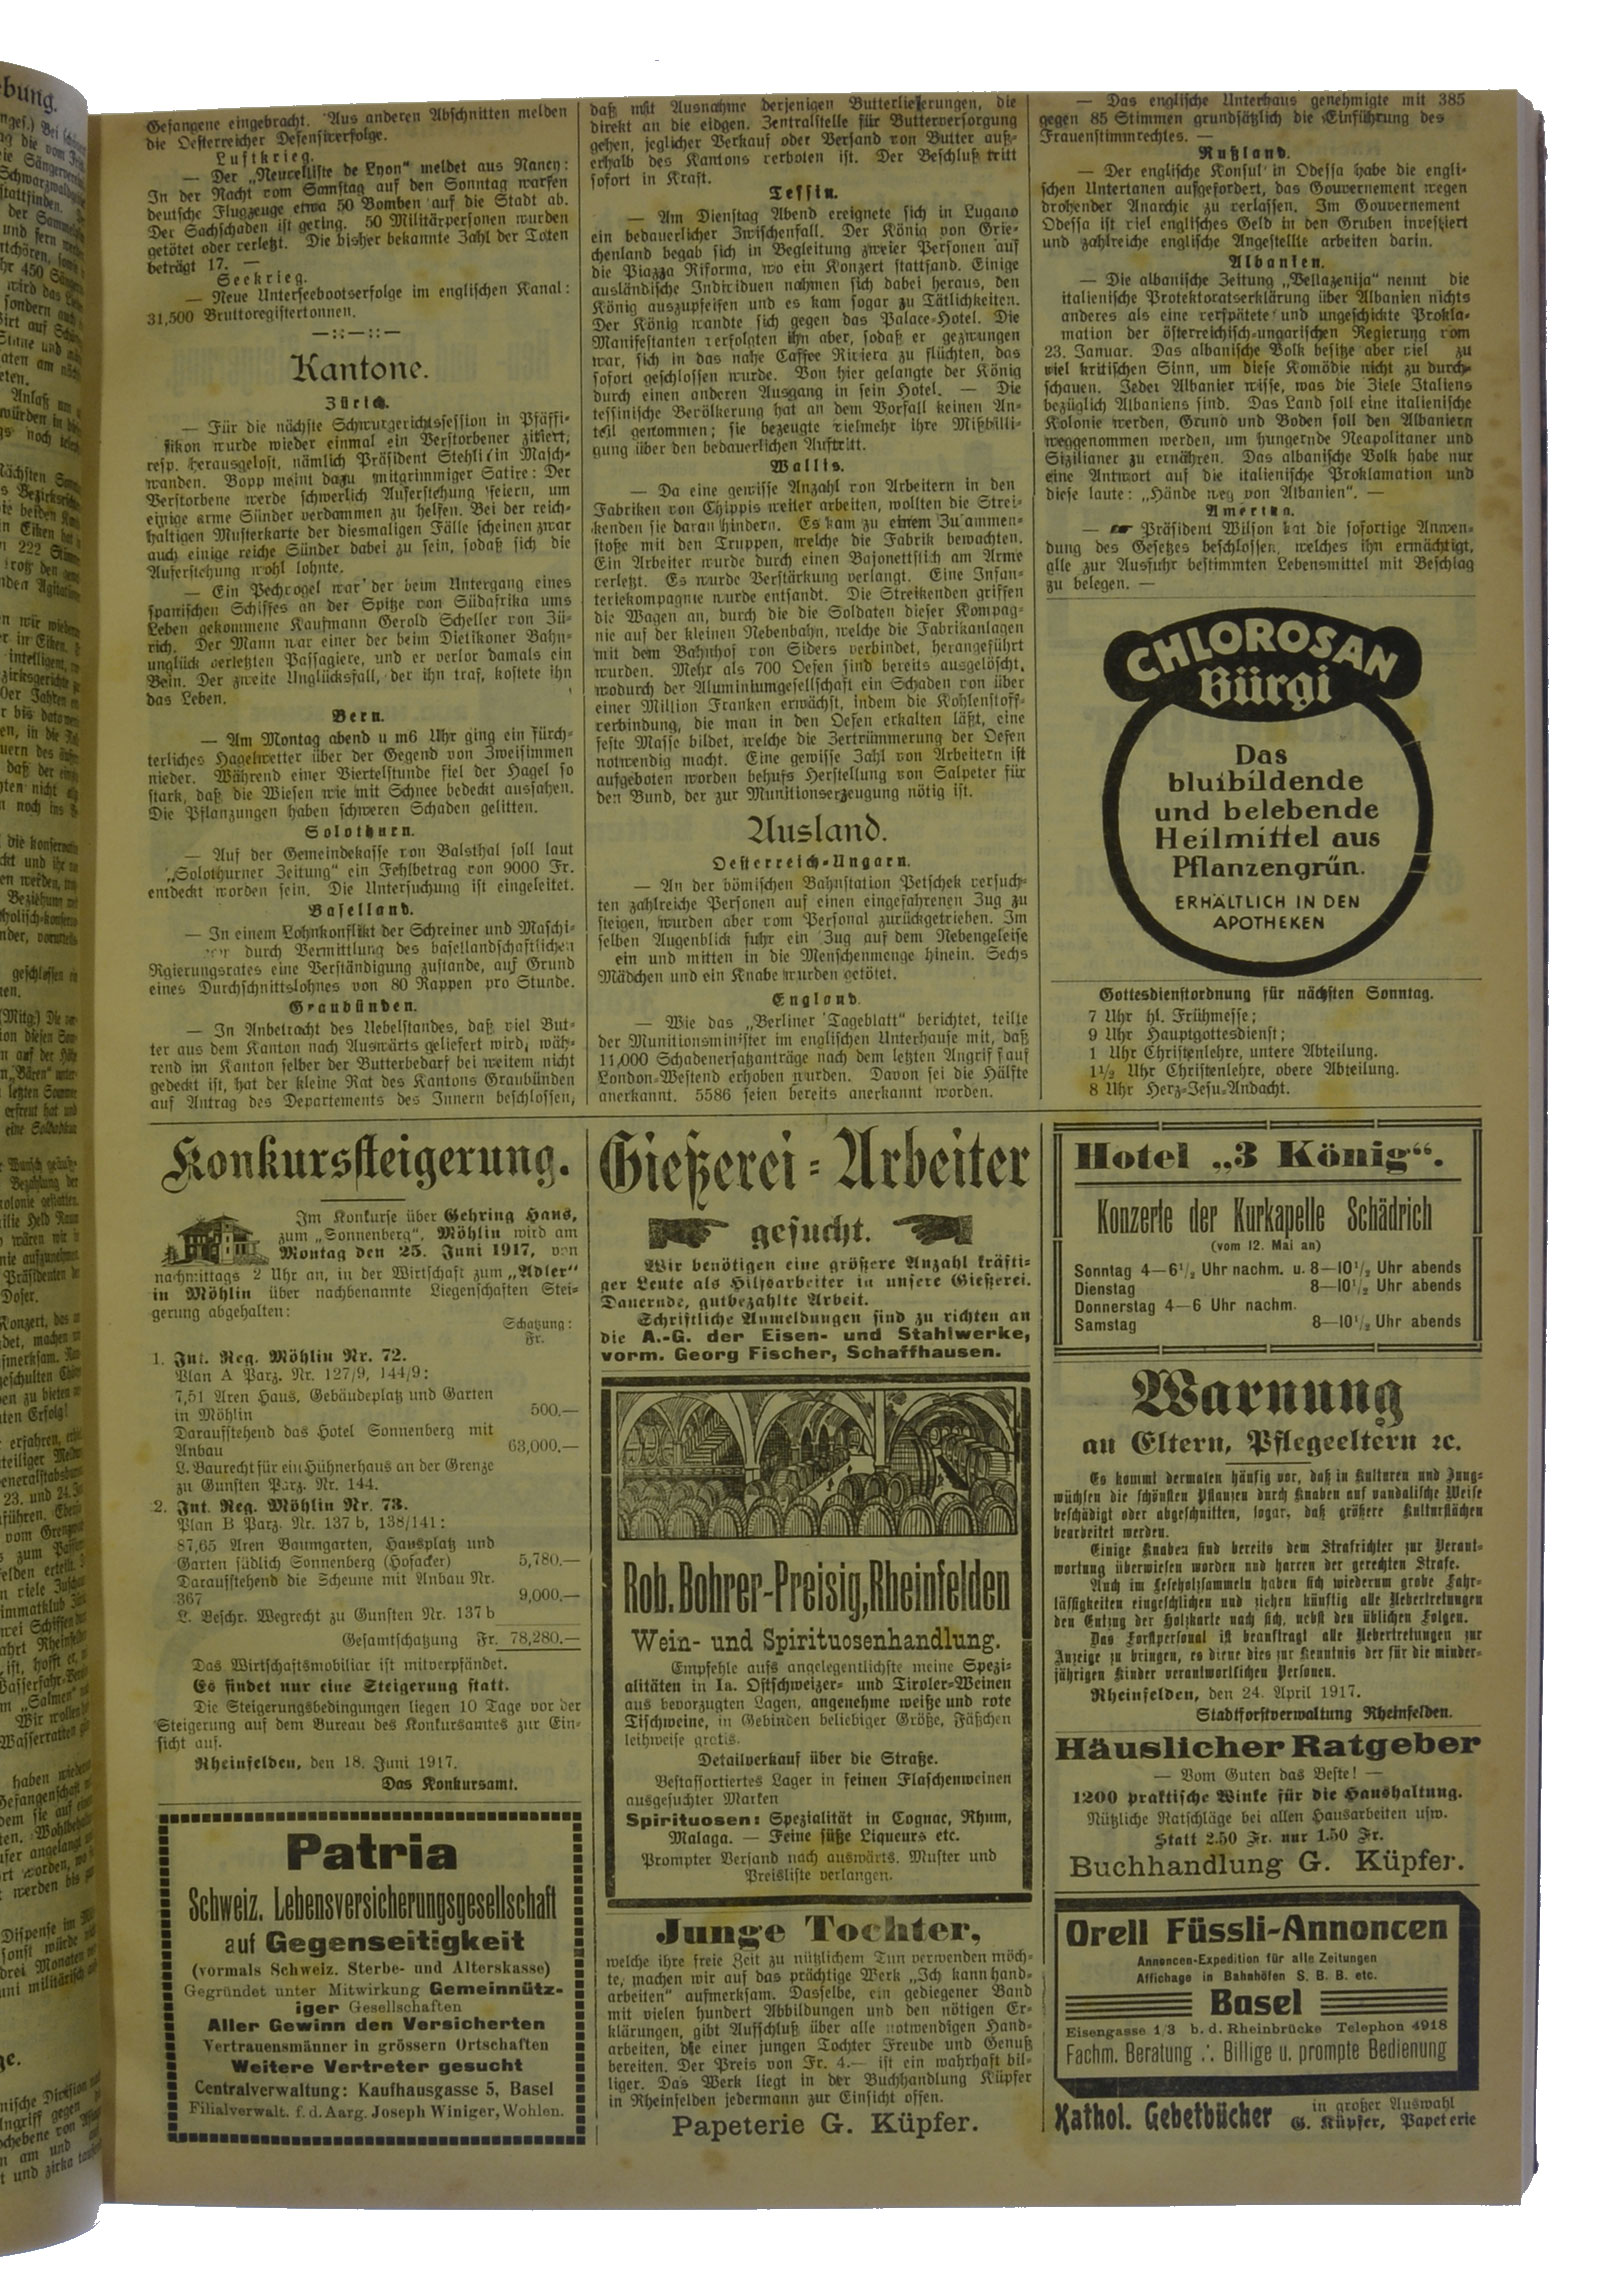 Gefangene eingebracht. Aus anderen Abschnitten melden
die Oesterreicher Defensiverfolge.
Luftkrieg.
— Der „Nouvelliste de Lyon" meldet aus Nancy:
In der Nacht vom Samstag auf den Sonntag warfen
deutsche Flugzeuge etwa 50 Bomben auf die Stadt ab.
Der Sachschaden ist gering. 50 Militärpersonen wurden
getötet oder verletzt. Die bisher bekannte Zahl der Toten
beträgt 17. —
Seekrieg.
— Neue Unterseebootserfolge im englischen Kanal:
31,500 Bruttoregistertonnen.
—::—::—
Kantone.
Zürich.
— Für die nächste Schwurgerichtssession in Pfäffi-
kon wurde wieder einmal ein Verstorbener zitiert,
resp. herausgelost, nämlich Präsident Stehli in Masch-
wanden. Bopp meint dazu mitgrimmiger Satire: Der
Verstorbene werde schwerlich Auferstehung feiern, um
einige arme Sünder verdammen zu helfen. Bei der reich-
haltigen Musterkarte der diesmaligen Fälle scheinen zwar
auch einige reiche Sünder dabei zu sein, sodaß sich die
Auferstehung wohl lohnte.
— Ein Pechvogel war der beim Untergang eines
spanischen Schiffes an der Spitze von Südafrika ums
Leben gekommene Kaufmann Gerold Scheller von Zü-
rich. Der Mann war einer der beim Dietikoner Bahn-
unglück verletzten Passagiere, und er verlor damals ein
Bein. Der zweite Unglücksfall, der ihn traf, kostete ihn
das Leben.
Bern.
— Am Montag abend u m6 Uhr ging ein fürch-
terliches Hagelwetter über der Gegend von Zweisimmen
nieder. Während einer Viertelstunde fiel der Hagel so
stark, daß die Wiesen wie mit Schnee bedeckt aussahen.
Die Pflanzungen haben schweren Schaden gelitten.
Solothurn.
— Auf der Gemeindekasse von Balsthal soll laut
„Solothurner Zeitung" ein Fehlbetrag von 9000 Fr.
entdeckt worden sein. Die Untersuchung ist eingeleitet.
Baselland.
— In einem Lohnkonflikt der Schreiner und Maschi-
durch Vermittlung des basellandschaftlichen
Rgierungsrates eine Verständigung zustande, auf Grund
eines Durchschnittslohnes von 80 Rappen pro Stunde.
Graubünden.
— In Anbetracht des Uebelstandes, daß viel But-
ter aus dem Kanton nach Auswärts geliefert wird, wäh-
rend im Kanton selber der Butterbedarf bei weitem nicht
gedeckt ist, hat der kleine Rat des Kantons Graubünden
auf Antrag des Departements des Innern beschlossen,
daß mit Ausnahme derjenigen Butterlieferungen, die
direkt an die eidgen. Zentralstelle für Butterversorgung
gehen, jeglicher Verkauf oder Versand von Butter auß-
erhalb des Kantons verboten ist. Der Beschluß tritt
sofort in Kraft.
Tessin.
— Am Dienstag Abend ereignete sich in Lugano
ein bedauerlicher Zwischenfall. Der König von Grie-
chenland begab sich in Begleitung zweier Personen auf
die Piazza Riforma, wo ein Konzert stattfand. Einige
ausländische Individuen nahmen sich dabei heraus, den
König auszupfeifen und es kam sogar zu Tätlichkeiten.
Der König wandte sich gegen das Palace-Hotel. Die
Manifestanten verfolgten ihn aber, sodaß er gezwungen
war, sich in das nahe Caffee Riviera zu flüchten, das
sofort geschlossen wurde. Von hier gelangte der König
durch einen anderen Ausgang in sein Hotel. — Die
tessinische Bevölkerung hat an dem Vorfall keinen An-
teil genommen; sie bezeugte vielmehr ihre Mißbilli-
gung über den bedauerlichen Auftritt.
Wallis.
— Da eine gewisse Anzahl von Arbeitern in den
Fabriken von Chippis weiter arbeiten, wollten die Strei-
kenden sie daran hindern. Es kam zu einem Zu ammen-
stoße mit den Truppen, welche die Fabrik bewachten.
Ein Arbeiter wurde durch einen Bajonettstich am Arme
verletzt. Es wurde Verstärkung verlangt. Eine Infan-
teriekompagnie wurde entsandt. Die Streikenden griffen
die Wagen an, durch die die Soldaten dieser Kompag-
nie auf der kleinen Nebenbahn, welche die Fabrikanlagen
mit dem Bahnhof von Siders verbindet, herangeführt
wurden. Mehr als 700 Oefen sind bereits ausgelöscht,
wodurch der Aluminiumgesellschaft ein Schaden von über
einer Million Franken erwächst, indem die Kohlenstoff-
verbindung, die man in den Oefen erkalten läßt, eine
feste Masse bildet, welche die Zertrümmerung der Oefen
notwendig macht. Eine gewisse Zahl von Arbeitern ist
aufgeboten worden behufs Herstellung von Salpeter für
den Bund, der zur Munitionserzeugung nötig ist.
Ausland.
Oesterreich-Ungarn.
— An der bömischen Bahnstation Petschek versuch-
ten zahlreiche Personen auf einen eingefahrenen Zug zu
steigen, wurden aber vom Personal zurückgetrieben. Im
selben Augenblick fuhr ein Zug auf dem Nebengeleise
ein und mitten in die Menschenmenge hinein. Sechs
Mädchen und ein Knabe wurden getötet.
England.
— Wie das „Berliner Tageblatt" berichtet, teilte
der Munitionsminister im englischen Unterhause mit, daß
11,000 Schadenersatzanträge nach dem letzten Angriff auf
London-Westend erhoben wurden. Davon sei die Hälfte
anerkannt. 5586 seien bereits anerkannt worden.
— Das englische Unterhaus genehmigte mit 385
gegen 85 Stimmen grundsätzlich die Einführung des
Frauenstimmrechtes. —
Rußland.
— Der englische Konsul in Odessa habe die engli-
schen Untertanen aufgefordert, das Gouvernement wegen
drohender Anarchie zu verlassen. Im Gouvernement
Odessa ist viel englisches Geld in den Gruben investiert
und zahlreiche englische Angestellte arbeiten darin.
Albanien.
— Die albanische Zeitung „Vellazenija" nennt die
italienische Protektoratserklärung über Albanien nichts
anderes als eine verspätete und ungeschickte Prokla-
mation der österreichisch-ungarischen Regierung vom
23. Januar. Das albanische Volk besitze aber viel zu
viel kritischen Sinn, um diese Komödie nicht zu durch-
schauen. Jeder Albanier wisse, was die Ziele Italiens
bezüglich Albaniens sind. Das Land soll eine italienische
Kolonie werden, Grund und Boden soll den Albaniern
weggenommen werden, um hungernde Neapolitaner und
Sizilianer zu ernähren. Das albanische Volk habe nur
eine Antwort auf die italienische Proklamation und
diese laute: „Hände weg von Albanien". —
Amerika.
— ☛ Präsident Wilson hat die sofortige Anwen-
dung des Gesetzes beschlossen, welches ihn ermächtigt,
alle zur Ausfuhr bestimmten Lebensmittel mit Beschlag
zu belegen. —
CHLOROSAN
Bürgi
Das
blutbildende
und belebende
Heilmittel aus
Pflanzengrün.
ERHÄLTLICH IN DEN
APOTHEKEN
Gottesdienstordnung für nächsten Sonntag.
7 Uhr hl. Frühmesse;
9 Uhr Hauptgottesdienst;
1 Uhr Christenlehre, untere Abteilung.
1½ Uhr Christenlehre, obere Abteilung.
8 Uhr Herz-Jesu-Andacht.
Konkurssteigerung.
Im Konkurse über Gehring Hans,
zum „Sonnenberg", Möhlin wird am
Montag den 25. Juni 1917, von
nachmittags 2 Uhr an, in der Wirtschaft zum „Adler"
in Möhlin über nachbenannte Liegenschaften Stei-
gerung abgehalten:
Schatzung:
Fr.
1. Int. Reg. Möhlin Nr. 72.
Plan A Parz. Nr. 127/9, 144/9:
7,51 Aren Haus, Gebäudeplatz und Garten
in Möhlin 500.—
Daraufstehend das Hotel Sonnenberg mit
Anbau 63,000.—
L. Baurecht für ein Hühnerhaus an der Grenze
zu Gunsten Parz. Nr. 144.
2. Int. Reg. Möhlin Nr. 73.
Plan B Parz. Nr. 137 b, 138/141:
87,65 Aren Baumgarten, Hausplatz und
Garten südlich Sonnenberg (Hofacker) 5,780.—
Daraufstehend die Scheune mit Anbau Nr.
367 9,000.—
L. Beschr. Wegrecht zu Gunsten Nr. 137 b
Gesamtschatzung Fr. 78,280.—
Das Wirtschaftsmobiliar ist mitverpfändet.
Es findet nur eine Steigerung statt.
Die Steigerungsbedingungen liegen 10 Tage vor der
Steigerung auf dem Bureau des Konkursamtes zur Ein-
sicht auf.
Rheinfelden, den 18. Juni 1917.
Das Konkursamt.
Patria
Schweiz. Lebensversicherungsgesellschaft
auf Gegenseitigkeit
(vormals Schweiz. Sterbe- und Alterskasse)
Gegründet unter Mitwirkung Gemeinnütz-
iger Gesellschaften
Aller Gewinn den Versicherten
Vertrauensmänner in grössern Ortschaften
Weitere Vertreter gesucht
Centralverwaltung: Kaufhausgasse 5, Basel
Filialverwalt. f. d. Aarg. Joseph Winiger, Wohlen.
Gießerei-Arbeiter
gesucht.
Wir benötigen eine größere Anzahl kräfti-
ger Leute als Hilfsarbeiter in unsere Gießerei.
Dauernde, gutbezahlte Arbeit.
Schriftliche Anmeldungen sind zu richten an
die A.-G. der Eisen- und Stahlwerke,
vorm. Georg Fischer, Schaffhausen.
Rob. Bohrer-Preisig, Rheinfelden
Wein- und Spirituosenhandlung.
Empfehle aufs angelegentlichste meine Spezi-
alitäten in Ia. Ostschweizer- und Tiroler-Weinen
aus bevorzugten Lagen, angenehme weiße und rote
Tischweine, in Gebinden beliebiger Größe, Fäßchen
leihweise gratis.
Detailverkauf über die Straße.
Bestassortiertes Lager in feinen Flaschenweinen
ausgesuchter Marken
Spirituosen: Spezialität in Cognac, Rhum,
Malaga. — Feine süße Liqueurs etc.
Prompter Versand nach auswärts. Muster und
Preisliste verlangen.
Junge Tochter,
welche ihre freie Zeit zu nützlichem Tun verwenden möch-
te, machen wir auf das prächtige Werk „Ich kann hand-
arbeiten" aufmerksam. Dasselbe, ein gediegener Band
mit vielen hundert Abbildungen und den nötigen Er-
klärungen, gibt Aufschluß über alle notwendigen Hand-
arbeiten, die einer jungen Tochter Freude und Genuß
bereiten. Der Preis von Fr. 4.— ist ein wahrhaft bil-
liger. Das Werk liegt in der Buchhandlung Küpfer
in Rheinfelden jedermann zur Einsicht offen.
Papeterie G. Küpfer.
Hotel „3 König".
Konzerte der Kurkapelle Schädrich
(vom 12. Mai an)
Sonntag 4—6½ Uhr nachm. u. 8—10½ Uhr abends
Dienstag 8—10½ Uhr abends
Donnerstag 4—6 Uhr nachm.
Samstag 8—10½ Uhr abends
Warnung
an Eltern, Pflegeeltern ꝛc.
Es kommt dermalen häufig vor, daß in Kulturen und Jung-
wüchsen die schönsten Pflanzen durch Knaben auf vandalische Weise
beschädigt oder abgeschnitten, sogar, daß größere Kulturflächen
bearbeitet werden.
Einige Knaben sind bereits dem Strafrichter zur Verant-
wortung überwiesen worden und harren der gerechten Strafe.
Auch im Leseholzsammeln haben sich wiederum grobe Fahr-
lässigkeiten eingeschlichen und ziehen künftig alle Uebertretungen
den Entzug der Holzkarte nach sich, nebst den üblichen Folgen.
Das Forstpersonal ist beauftragt alle Uebertretungen zur
Anzeige zu bringen, es diene dies zur Kenntnis der für die minder-
jährigen Kinder verantwortlichen Personen.
Rheinfelden, den 24. April 1917.
Stadtforstverwaltung Rheinfelden.
Häuslicher Ratgeber
— Vom Guten das Beste! —
1200 praktische Winke für die Haushaltung.
Nützliche Ratschläge bei allen Hausarbeiten usw.
Statt 2.50 Fr. nur 1.50 Fr.
Buchhandlung G. Küpfer.
Orell Füssli-Annoncen
Annoncen-Expedition für alle Zeitungen
Affichage in Bahnhöfen S. B. B. etc.
Basel
Eisengasse 1/3 b. d. Rheinbrücke Telephon 4918
Fachm. Beratung ∴ Billige u. prompte Bedienung
Kathol. Gebetbücher in großer Auswahl
G. Küpfer, Papeterie